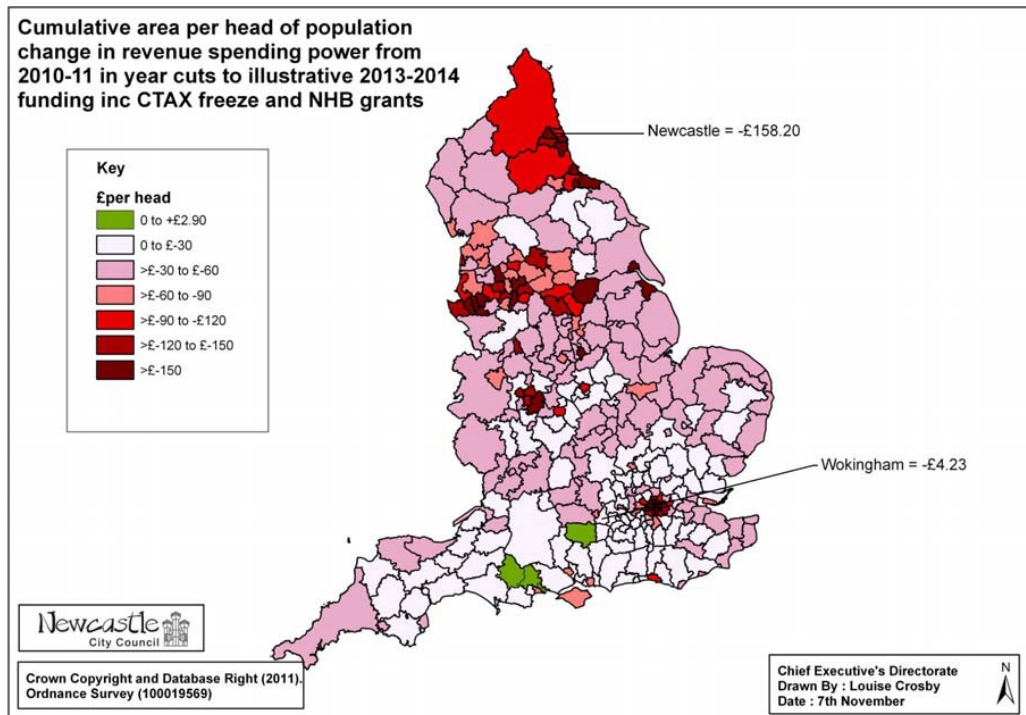 Cumulative area per head of population
change in revenue spending power from
2010-11 in year cuts to illustrative 2013-2014
funding inc CTAX freeze and NHB grants
Newcastle = -£158.20
Key
£per head
0 to +£2.90
0 to £-30
>£-30 to £-60
>£-60 to -90
>£-90 to -£120
>£-120 to £-150
>£-150
Wokingham = -£4.23
Newcastle
City Council
Crown Copyright and Database Right (2011).
Ordnance Survey (100019569)
Chief Executive's Directorate
Drawn By : Louise Crosby
Date : 7th November
N